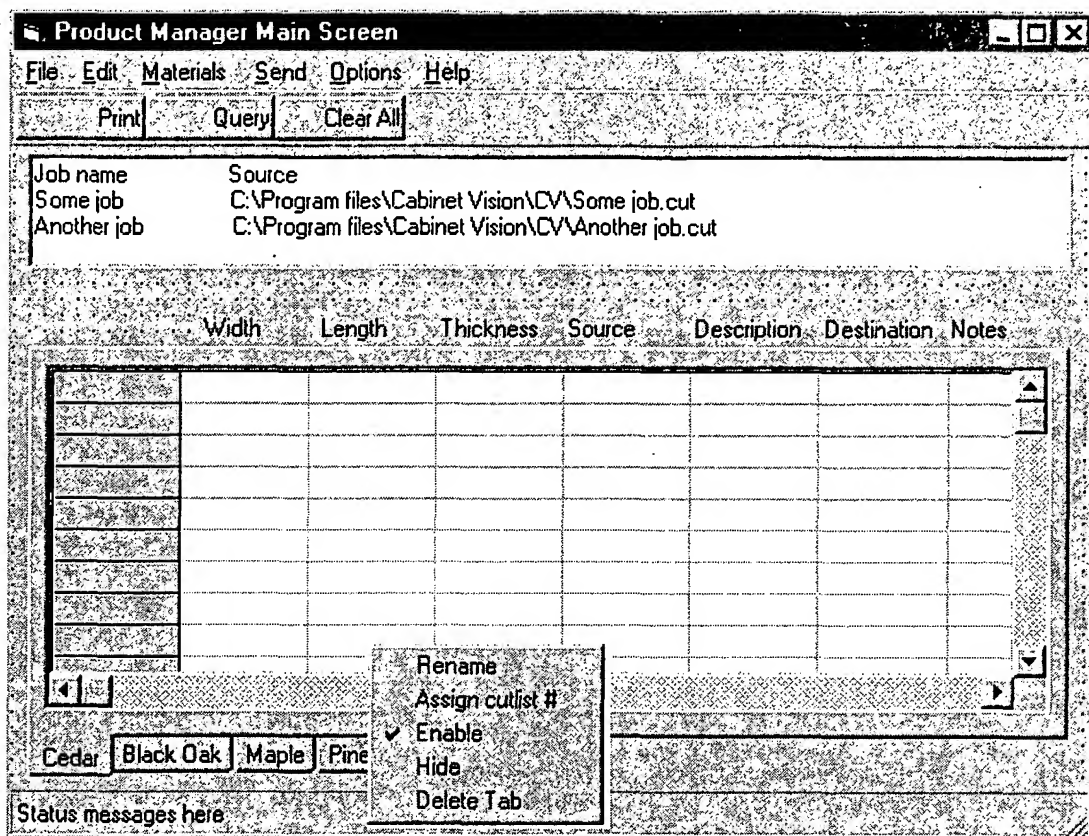 Product Manager Main Screen
File Edit Materials Send Options Help
Print Query Clear All
Job name Source
Some job C:\Program files\Cabinet Vision\CV\Some job.cut
Another job C:\Program files\Cabinet Vision\CV\Another job.cut
Width Length Thickness Source Description Destination Notes
Rename
Assign cutlist #
Enable
Hide
Delete Tab
Cedar Black Oak Maple Pine
Status messages here